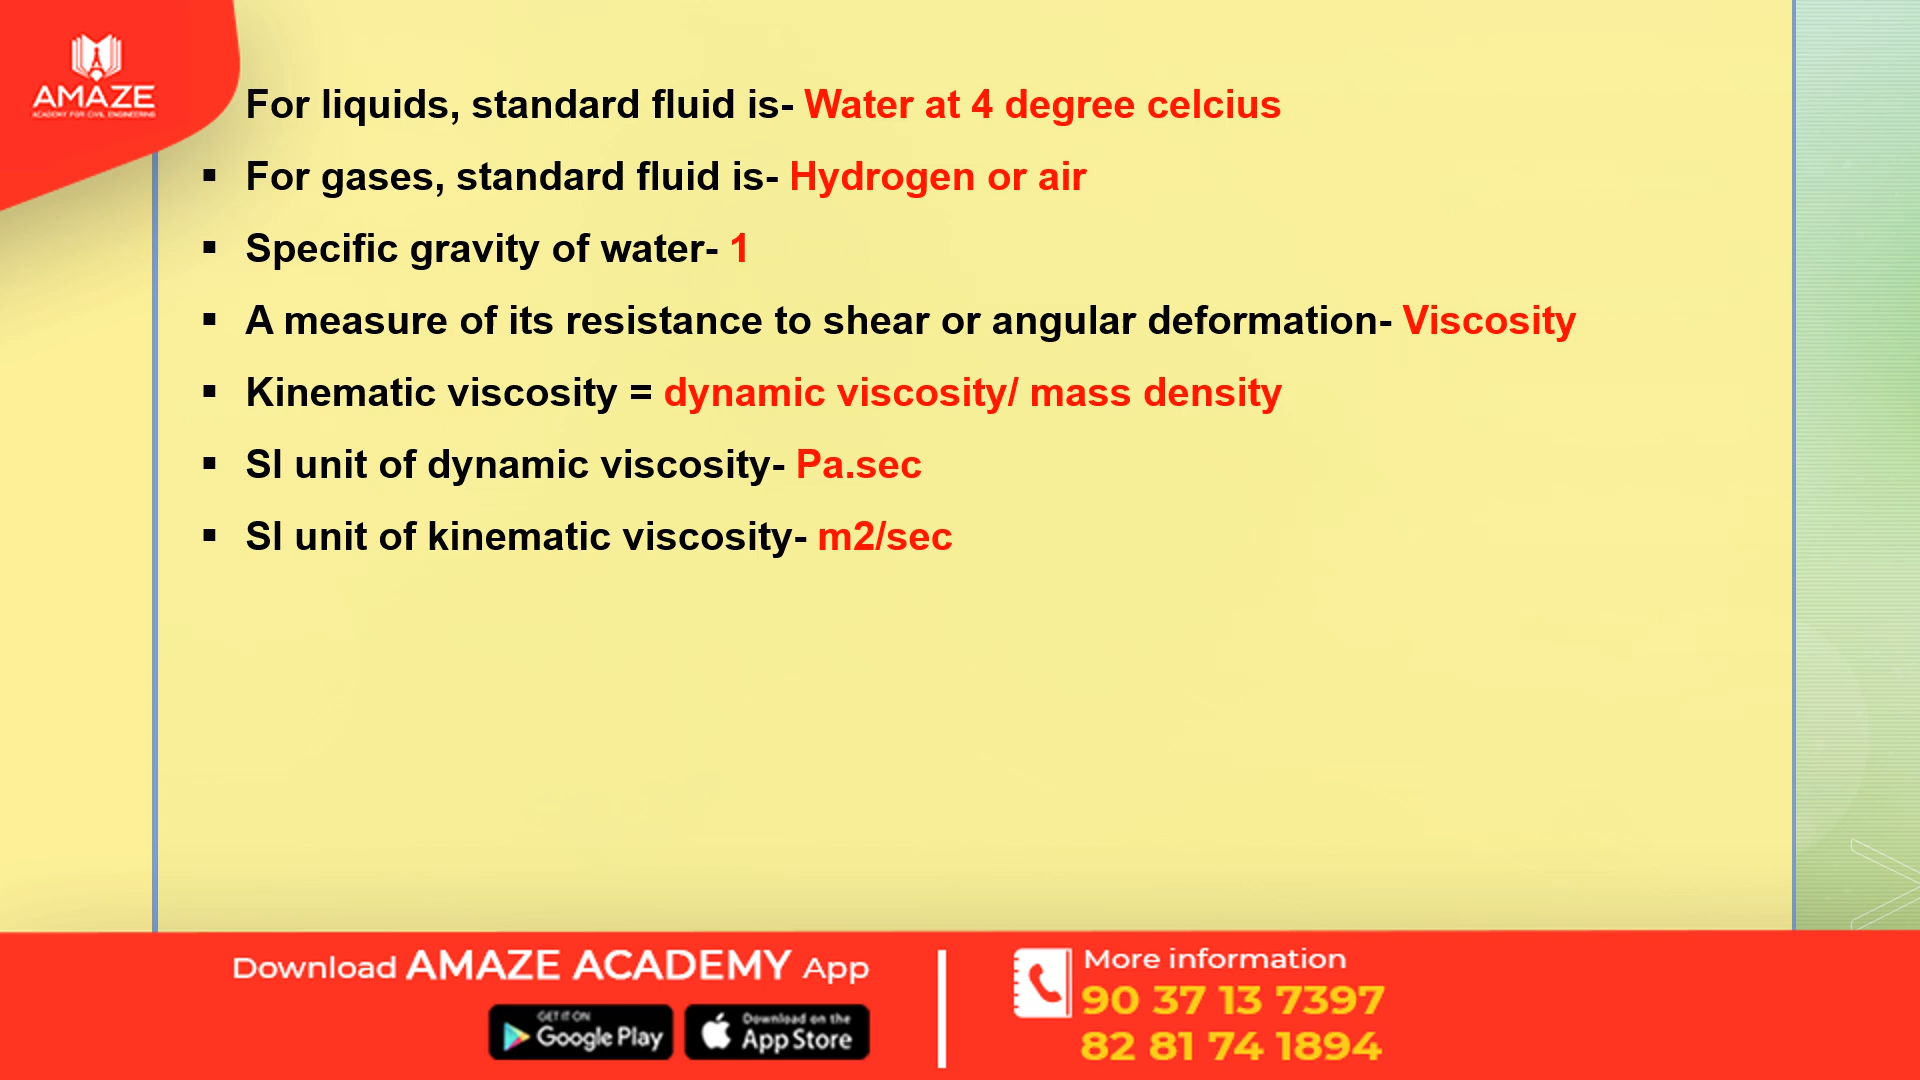 AMAZE
ACADEMY FOR CIVIL ENGINEERING
For liquids, standard fluid is- Water at 4 degree celcius
▪ For gases, standard fluid is- Hydrogen or air
▪ Specific gravity of water- 1
▪ A measure of its resistance to shear or angular deformation- Viscosity
▪ Kinematic viscosity = dynamic viscosity/ mass density
▪ SI unit of dynamic viscosity- Pa.sec
▪ SI unit of kinematic viscosity- m2/sec
Download AMAZE ACADEMY App
GET IT ON
Google Play
Download on the
App Store
More information
90 37 13 7397
82 81 74 1894